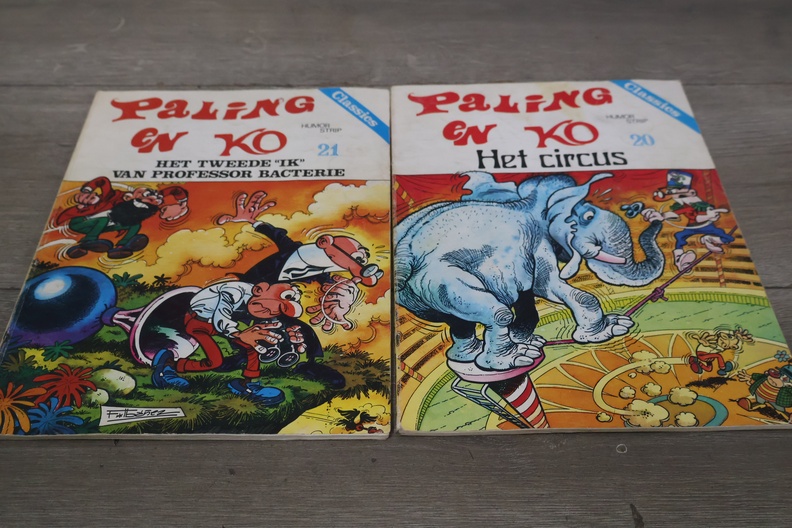 PALING
EN KO
HUMOR
STRIP
Classics
21
HET TWEEDE "IK"
VAN PROFESSOR BACTERIE
F. IBAÑEZ
PALING
EN KO
HUMOR
STRIP
Classics
20
Het circus